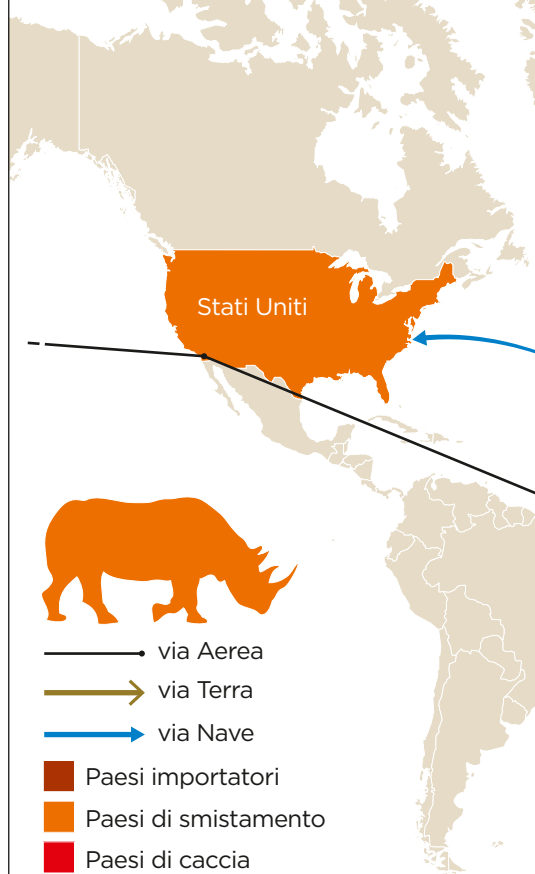 Stati Uniti
via Aerea
via Terra
via Nave
Paesi importatori
Paesi di smistamento
Paesi di caccia